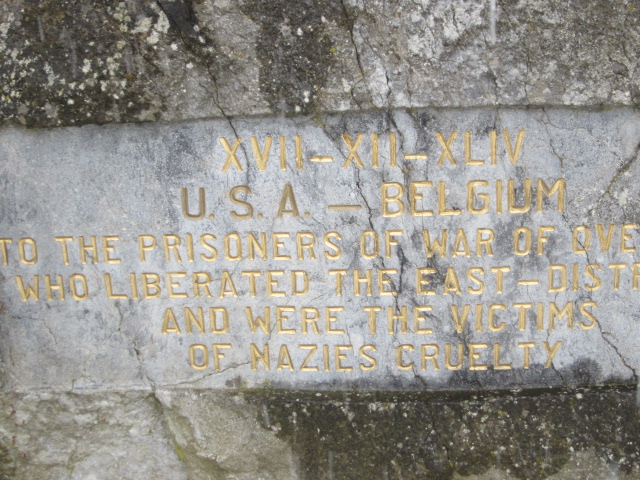 XVII-XII-XLIV
U.S.A. - BELGIUM
TO THE PRISONERS OF WAR OF
WHO LIBERATED THE EAST-
AND WERE THE VICTIMS
OF NAZIES CRUELTY